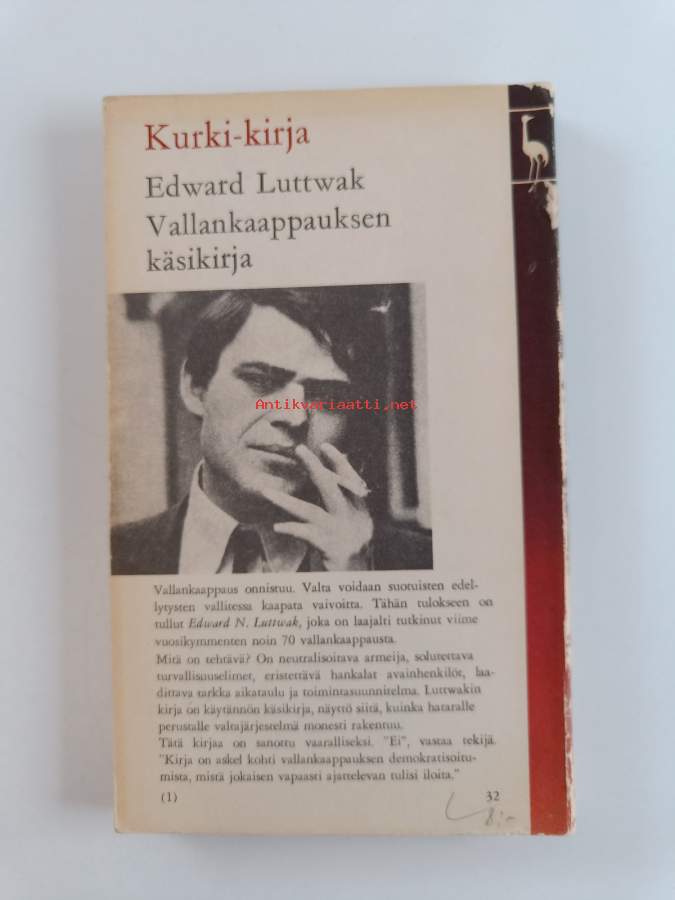 Kurki-kirja
Edward Luttwak
Vallankaappauksen
käsikirja
Antikvariaatti.net
Vallankaappaus onnistuu. Valta voidaan suotuisten edel-
lytysten vallitessa kaapata vaivoitta. Tähän tulokseen on
tullut Edward N. Luttwak, joka on laajalti tutkinut viime
vuosikymmenten noin 70 vallankaappausta.
Mitä on tehtävä? On neutralisoitava armeija, solutettava
turvallisuuselimet, eristettävä hankalat avainhenkilöt, laa-
dittava tarkka aikataulu ja toimintasuunnitelma. Luttwakin
kirja on käytännön käsikirja, näyttö siitä, kuinka hataralle
perustalle valtajärjestelmä monesti rakentuu.
Tätä kirjaa on sanottu vaaralliseksi. "Ei", vastaa tekijä.
"Kirja on askel kohti vallankaappauksen demokratisoitu-
mista, mistä jokaisen vapaasti ajattelevan tulisi iloita."
(1) 32